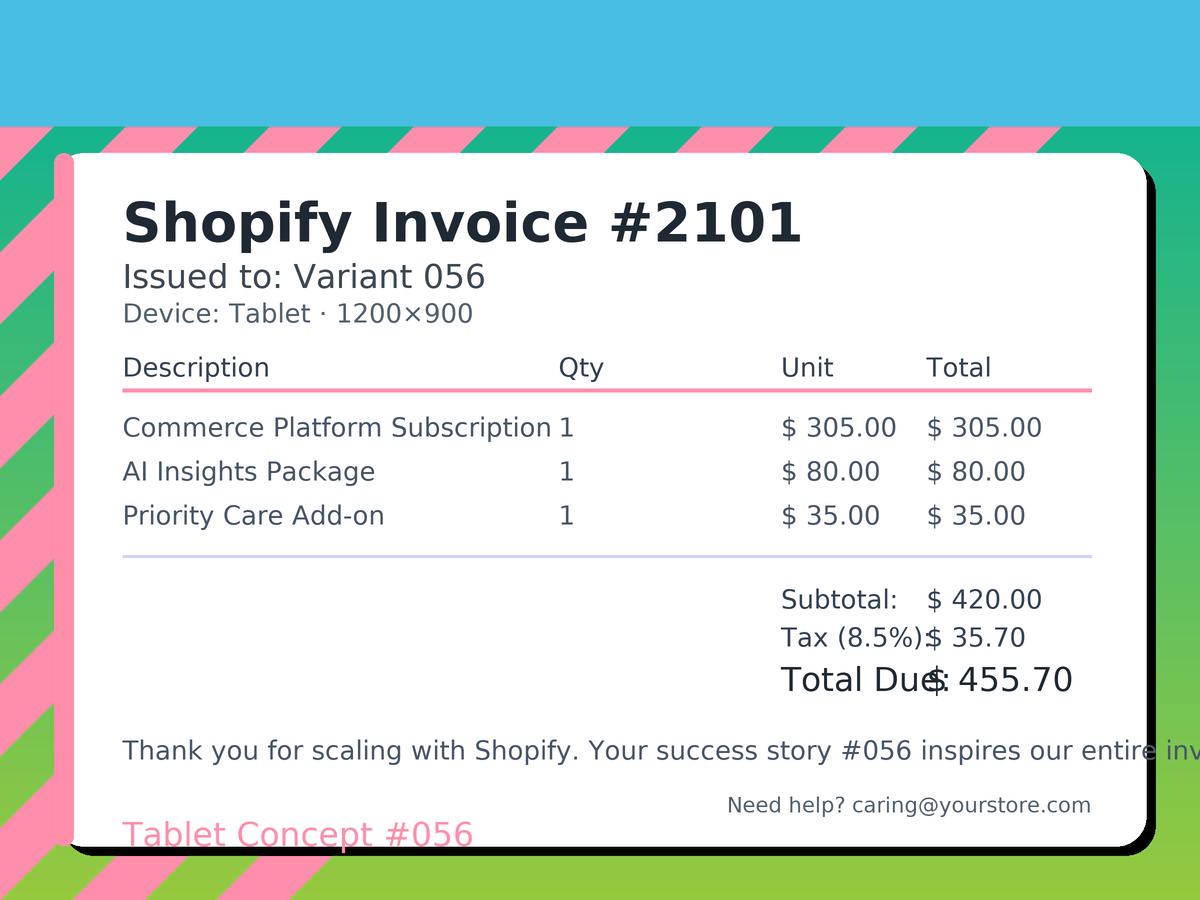 Shopify Invoice #2101
Issued to: Variant 056
Device: Tablet · 1200×900
Description Qty Unit Total
Commerce Platform Subscription 1 $ 305.00 $ 305.00
AI Insights Package 1 $ 80.00 $ 80.00
Priority Care Add-on 1 $ 35.00 $ 35.00
Subtotal: $ 420.00
Tax (8.5%): $ 35.70
Total Due: $ 455.70
Thank you for scaling with Shopify. Your success story #056 inspires our entire
Need help? caring@yourstore.com
Tablet Concept #056